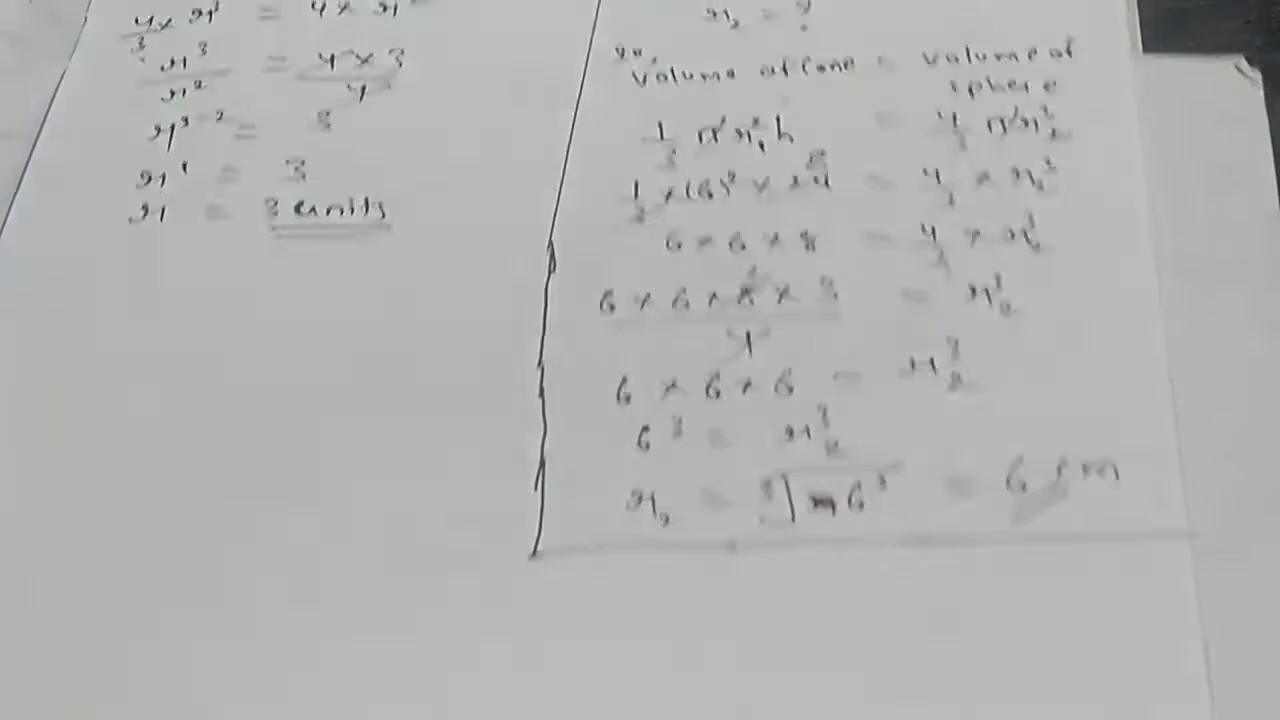 4/3 × r³ = 4 × r²
r³/r² = 4 × 3/4
r³⁻² = 3
r¹ = 3
r = 3 units
r₂ = ?
Volume of Cone = Volume of
sphere
1/3 πr₁²h = 4/3 πr₂³
1/3 × (6)² × 24 = 4/3 × r₂³
6 × 6 × 8 = 4/3 × r₂³
6 × 6 × 8 × 3 / 4 = r₂³
6 × 6 × 6 = r₂³
6³ = r₂³
r₂ = ³√6³ = 6 cm